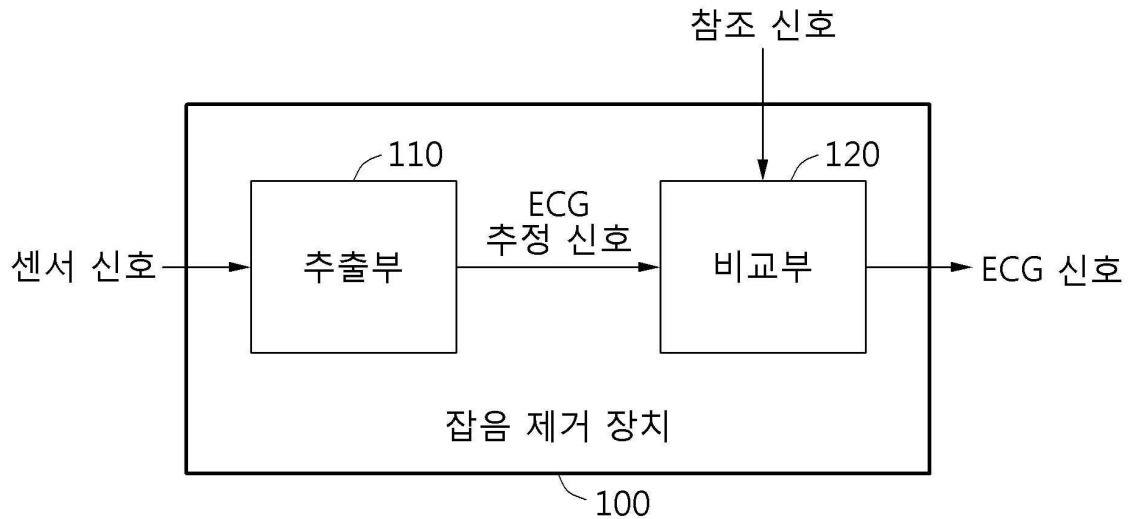 참조 신호
110
120
ECG
추정 신호
센서 신호
추출부
비교부
ECG 신호
잡음 제거 장치
100